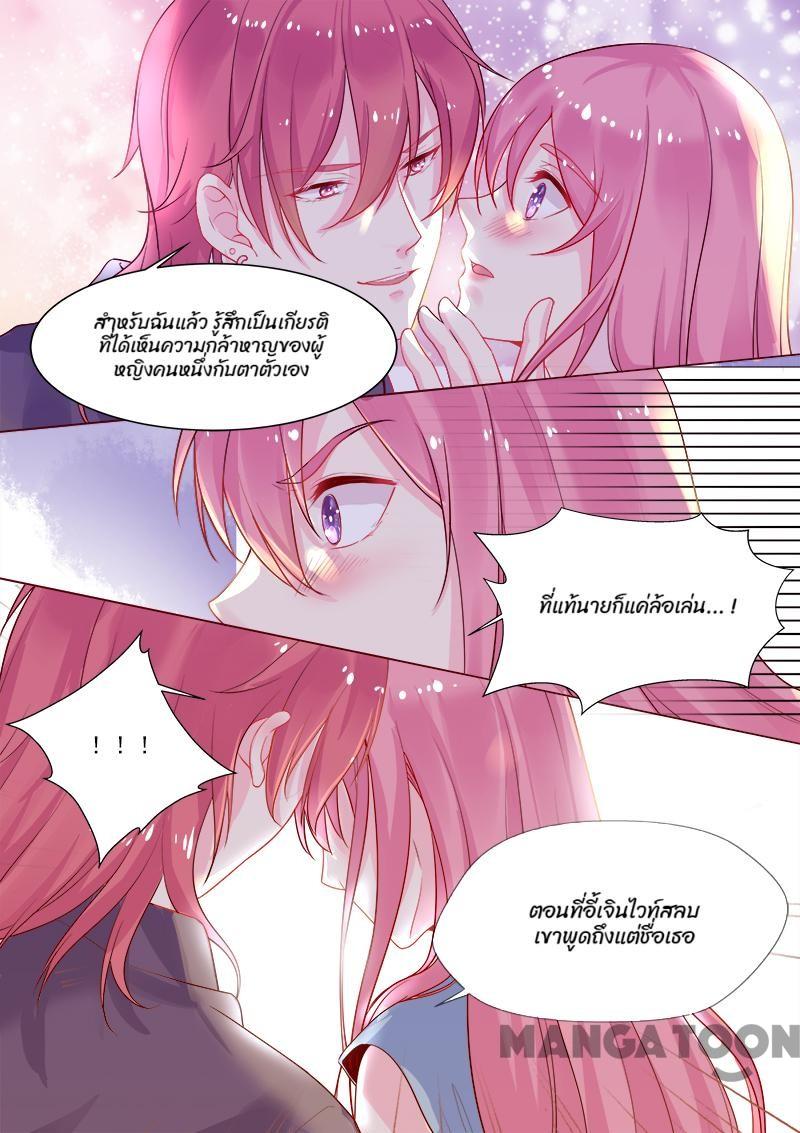 สำหรับฉันแล้ว รู้สึกเป็นเกียรติ
ที่ได้เห็นความกล้าหาญของผู้
หญิงคนหนึ่งกับตาตัวเอง
ที่แท้นายก็แค่ล้อเล่น... !
! ! !
ตอนที่อี้เจินไวท์สลบ
เขาพูดถึงแต่ชื่อเธอ
MANGATOON